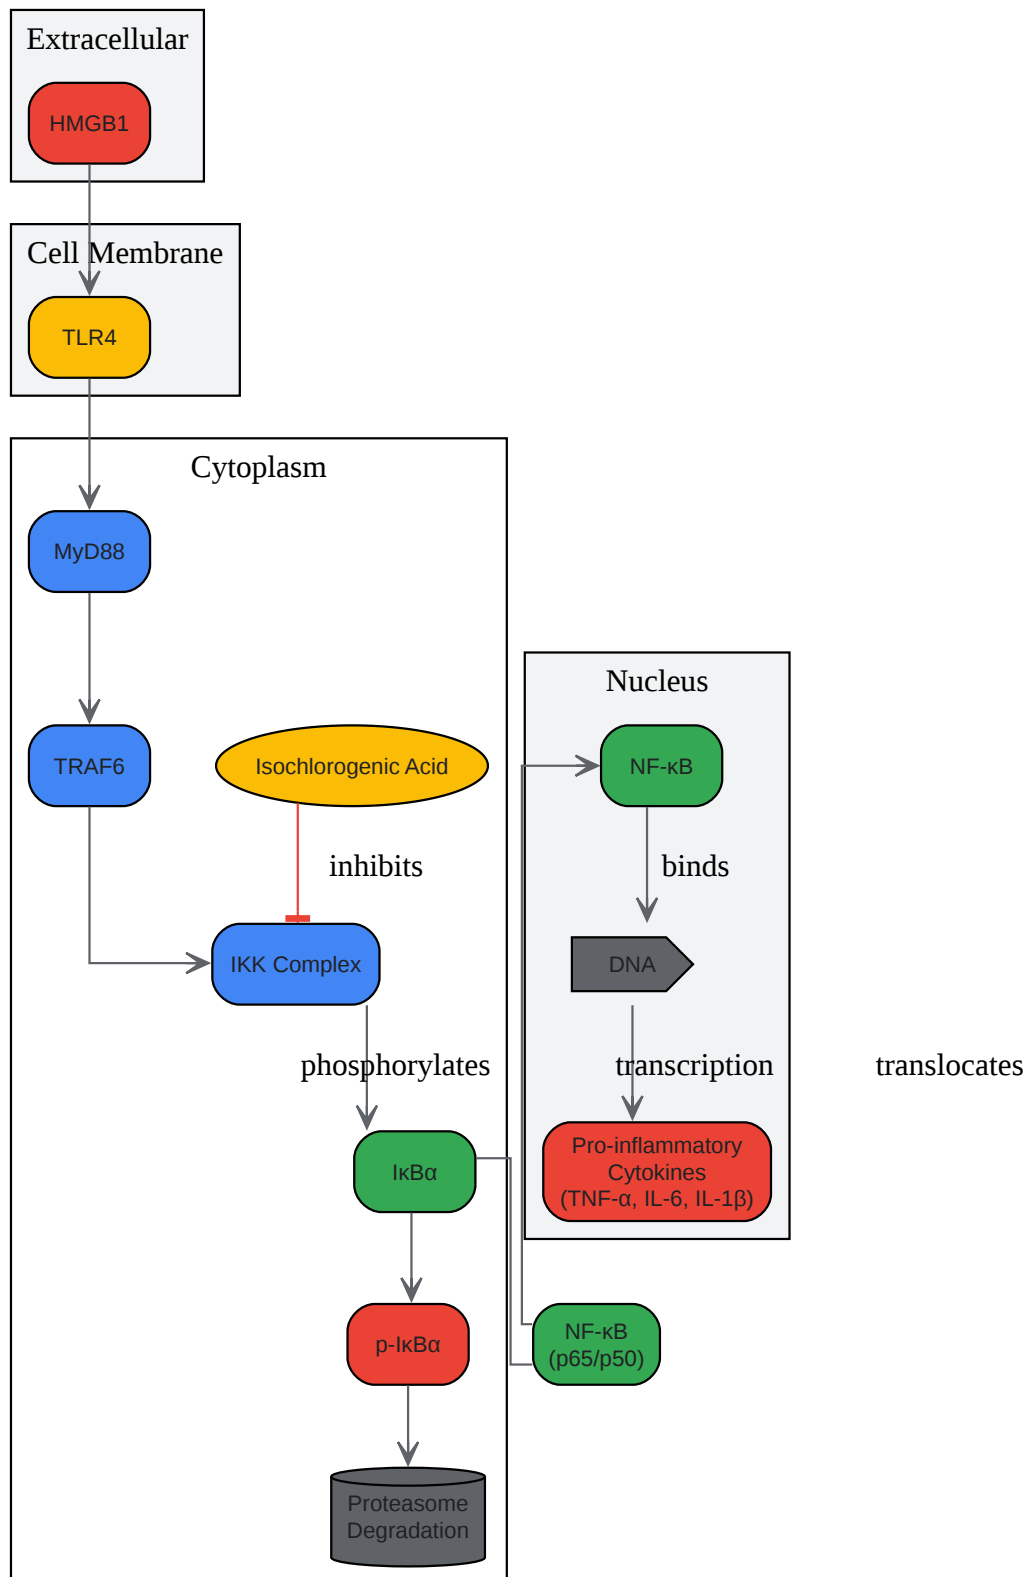 Extracellular
HMGB1
Cell Membrane
TLR4
Cytoplasm
MyD88
TRAF6
Isochlorogenic Acid
inhibits
IKK Complex
phosphorylates
IκBα
p-IκBα
Proteasome
Degradation
Nucleus
NF-κB
binds
DNA
transcription
Pro-inflammatory
Cytokines
(TNF-α, IL-6, IL-1β)
NF-κB
(p65/p50)
translocates